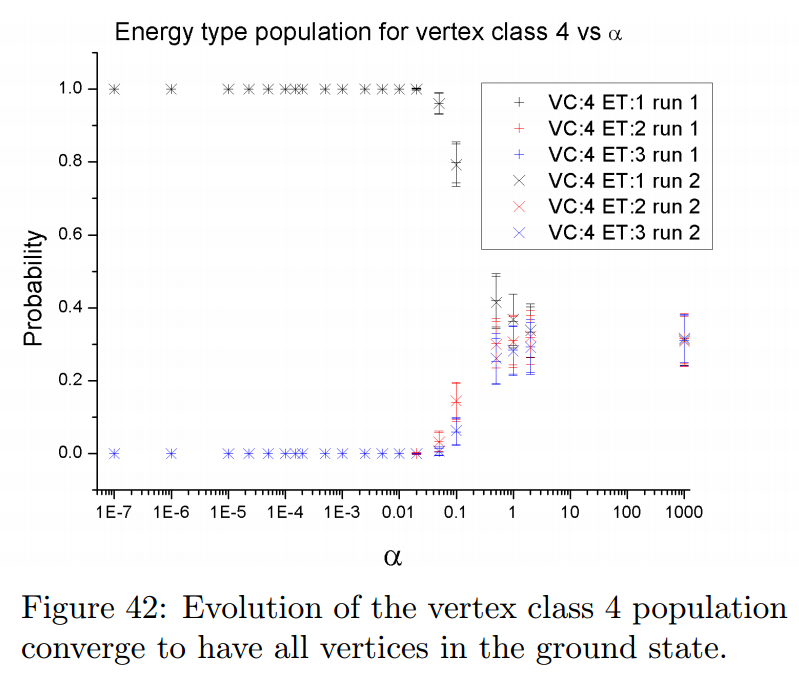 Energy type population for vertex class 4 vs α
VC:4 ET:1 run 1
VC:4 ET:2 run 1
VC:4 ET:3 run 1
VC:4 ET:1 run 2
VC:4 ET:2 run 2
VC:4 ET:3 run 2
Probability
1.0
0.8
0.6
0.4
0.2
0.0
1E-7 1E-6 1E-5 1E-4 1E-3 0.01 0.1 1 10 100 1000
α
Figure 42: Evolution of the vertex class 4 population
converge to have all vertices in the ground state.